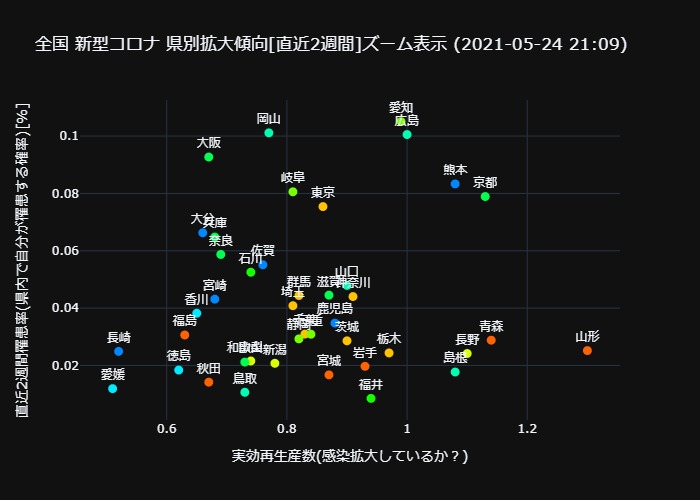 全国 新型コロナ 県別拡大傾向[直近2週間]ズーム表示 (2021-05-24 21:09)
直近2週間罹患率(県内で自分が罹患する確率)[%]
0.1
0.08
0.06
0.04
0.02
愛知
広島
岡山
大阪
熊本
京都
岐阜
東京
大分
兵庫
奈良
佐賀
石川
山口
滋賀
神奈川
群馬
埼玉
宮崎
香川
鹿児島
福島
静岡
茨城
栃木
青森
長崎
長野
山形
和歌山
新潟
岩手
宮城
島根
徳島
秋田
鳥取
愛媛
福井
0.6
0.8
1
1.2
実効再生産数(感染拡大しているか？)